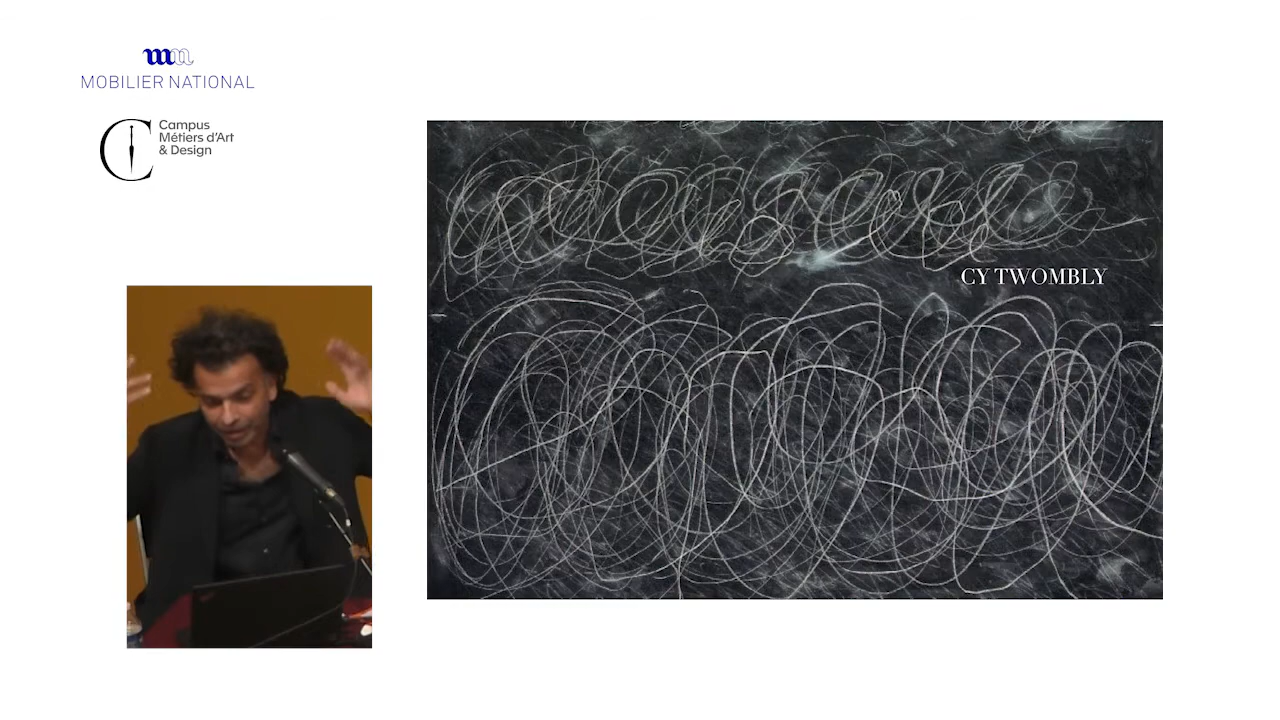 MOBILIER NATIONAL
Campus
Métiers d'Art
& Design
CY TWOMBLY